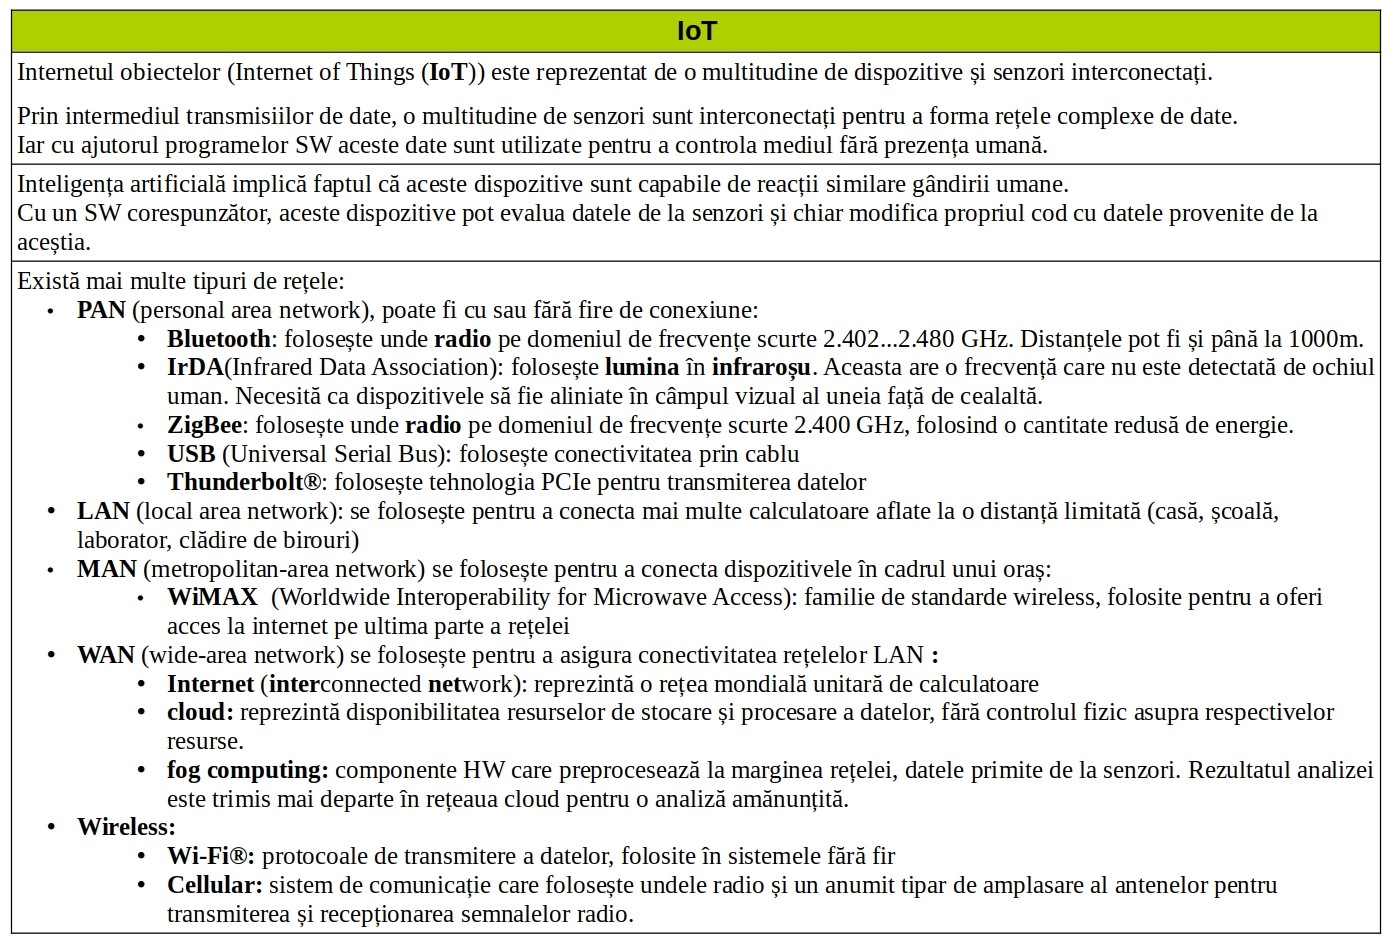 IoT
Internetul obiectelor (Internet of Things (IoT)) este reprezentat de o multitudine de dispozitive și senzori interconectați.
Prin intermediul transmisiilor de date, o multitudine de senzori sunt interconectați pentru a forma rețele complexe de date.
Iar cu ajutorul programelor SW aceste date sunt utilizate pentru a controla mediul fără prezența umană.
Inteligența artificială implică faptul că aceste dispozitive sunt capabile de reacții similare gândirii umane.
Cu un SW corespunzător, aceste dispozitive pot evalua datele de la senzori și chiar modifica propriul cod cu datele provenite de la
aceștia.
Există mai multe tipuri de rețele:
• PAN (personal area network), poate fi cu sau fără fire de conexiune:
• Bluetooth: folosește unde radio pe domeniul de frecvențe scurte 2.402...2.480 GHz. Distanțele pot fi și până la 1000m.
• IrDA(Infrared Data Association): folosește lumina în infraroșu. Aceasta are o frecvență care nu este detectată de ochiul
uman. Necesită ca dispozitivele să fie aliniate în câmpul vizual al uneia față de cealaltă.
• ZigBee: folosește unde radio pe domeniul de frecvențe scurte 2.400 GHz, folosind o cantitate redusă de energie.
• USB (Universal Serial Bus): folosește conectivitatea prin cablu
• Thunderbolt®: folosește tehnologia PCIe pentru transmiterea datelor
• LAN (local area network): se folosește pentru a conecta mai multe calculatoare aflate la o distanță limitată (casă, școală,
laborator, clădire de birouri)
• MAN (metropolitan-area network) se folosește pentru a conecta dispozitivele în cadrul unui oraș:
• WiMAX (Worldwide Interoperability for Microwave Access): familie de standarde wireless, folosite pentru a oferi
acces la internet pe ultima parte a rețelei
• WAN (wide-area network) se folosește pentru a asigura conectivitatea rețelelor LAN :
• Internet (interconnected network): reprezintă o rețea mondială unitară de calculatoare
• cloud: reprezintă disponibilitatea resurselor de stocare și procesare a datelor, fără controlul fizic asupra respectivelor
resurse.
• fog computing: componente HW care preprocesează la marginea rețelei, datele primite de la senzori. Rezultatul analizei
este trimis mai departe în rețeaua cloud pentru o analiză amănunțită.
• Wireless:
• Wi-Fi®: protocoale de transmitere a datelor, folosite în sistemele fără fir
• Cellular: sistem de comunicație care folosește undele radio și un anumit tipar de amplasare al antenelor pentru
transmiterea și recepționarea semnalelor radio.